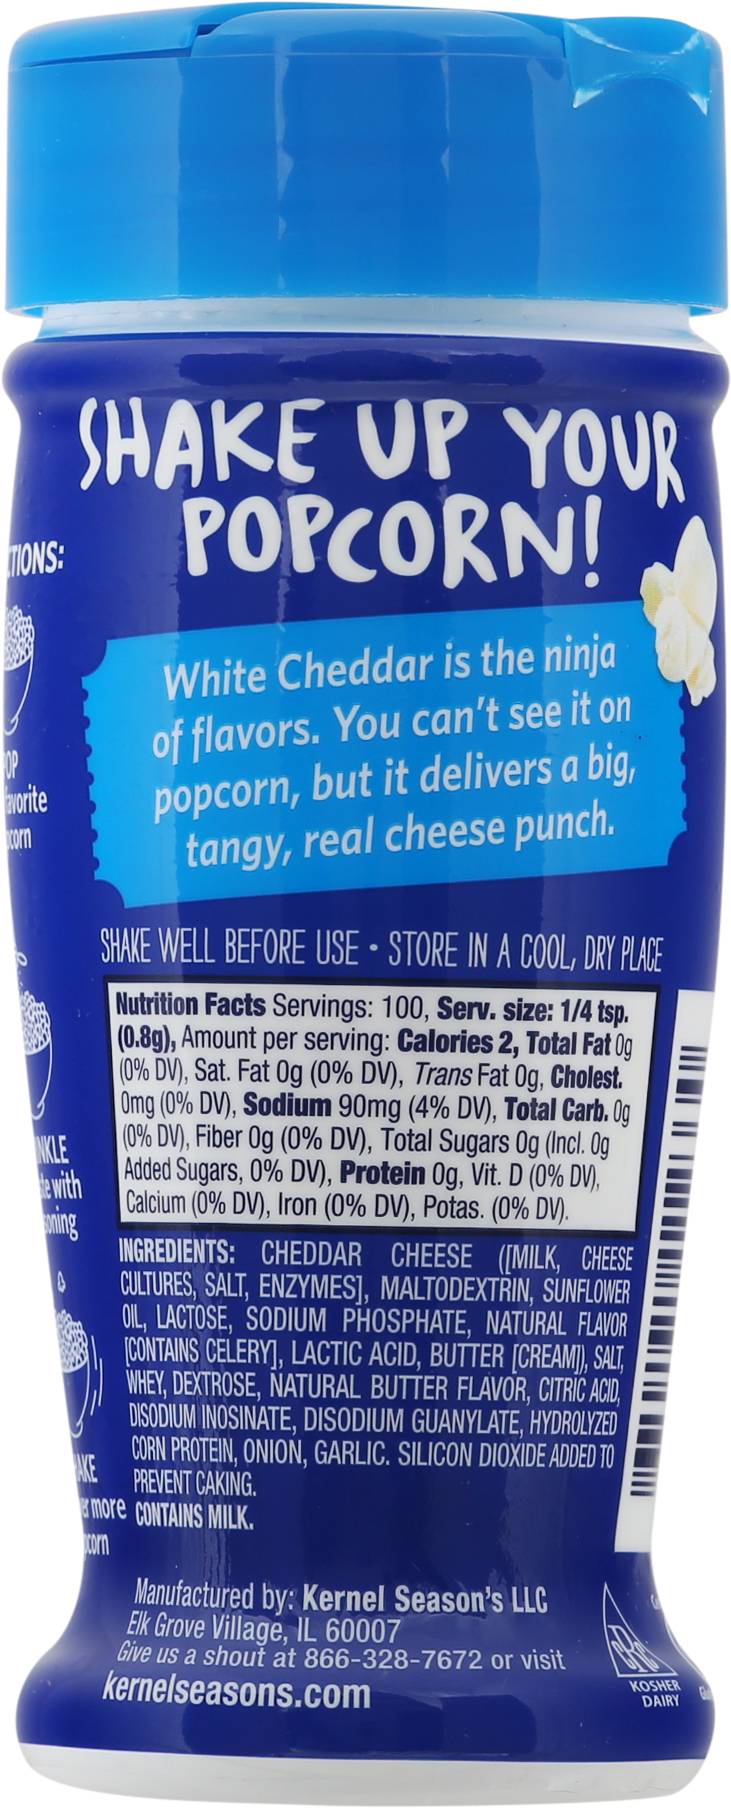 SHAKE UP YOUR
POPCORN!
White Cheddar is the ninja
of flavors. You can't see it on
popcorn, but it delivers a big,
tangy, real cheese punch.
SHAKE WELL BEFORE USE • STORE IN A COOL, DRY PLACE
Nutrition Facts Servings: 100, Serv. size: 1/4 tsp.
(0.8g), Amount per serving: Calories 2, Total Fat 0g
(0% DV), Sat. Fat 0g (0% DV), Trans Fat 0g, Cholest.
0mg (0% DV), Sodium 90mg (4% DV), Total Carb. 0g
(0% DV), Fiber 0g (0% DV), Total Sugars 0g (Incl. 0g
Added Sugars, 0% DV), Protein 0g, Vit. D (0% DV),
Calcium (0% DV), Iron (0% DV), Potas. (0% DV).
INGREDIENTS: CHEDDAR CHEESE ([MILK, CHEESE
CULTURES, SALT, ENZYMES], MALTODEXTRIN, SUNFLOWER
OIL, LACTOSE, SODIUM PHOSPHATE, NATURAL FLAVOR
[CONTAINS CELERY], LACTIC ACID, BUTTER [CREAM]), SALT,
WHEY, DEXTROSE, NATURAL BUTTER FLAVOR, CITRIC ACID,
DISODIUM INOSINATE, DISODIUM GUANYLATE, HYDROLYZED
CORN PROTEIN, ONION, GARLIC. SILICON DIOXIDE ADDED TO
PREVENT CAKING.
CONTAINS MILK.
Manufactured by: Kernel Season's LLC
Elk Grove Village, IL 60007
Give us a shout at 866-328-7672 or visit
kernelseasons.com
KOSHER
DAIRY
TIONS:
with
more